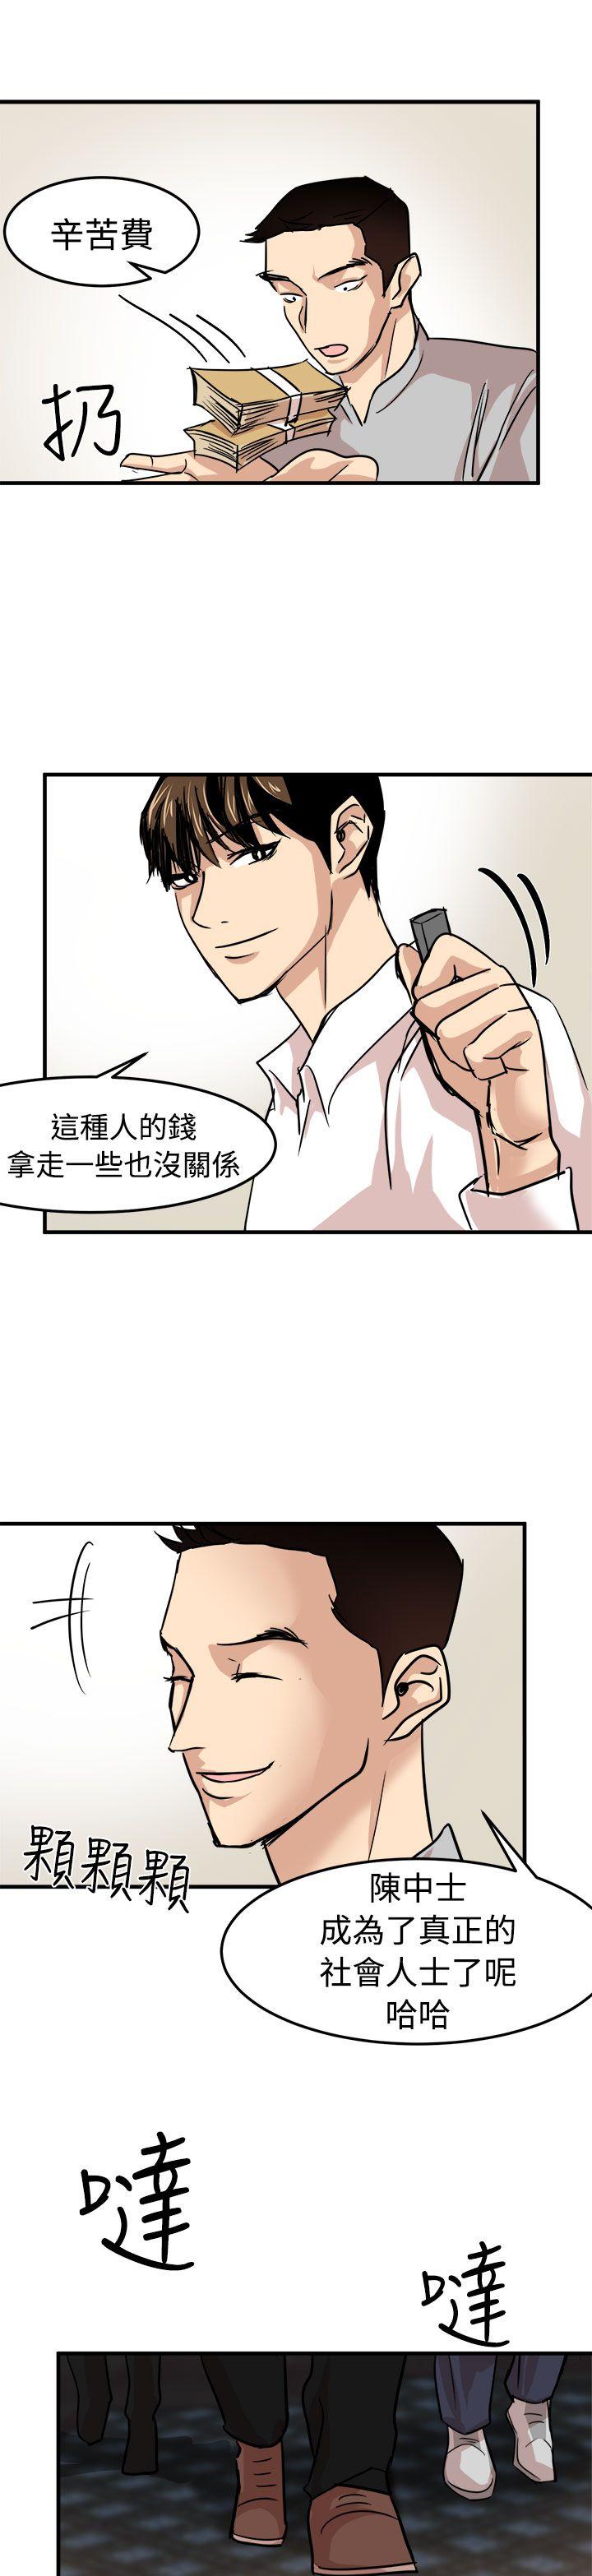 辛苦費
扔
這種人的錢
拿走一些也沒關係
顆顆顆
陳中士
成為了真正的
社會人士了呢
哈哈
噠
噠